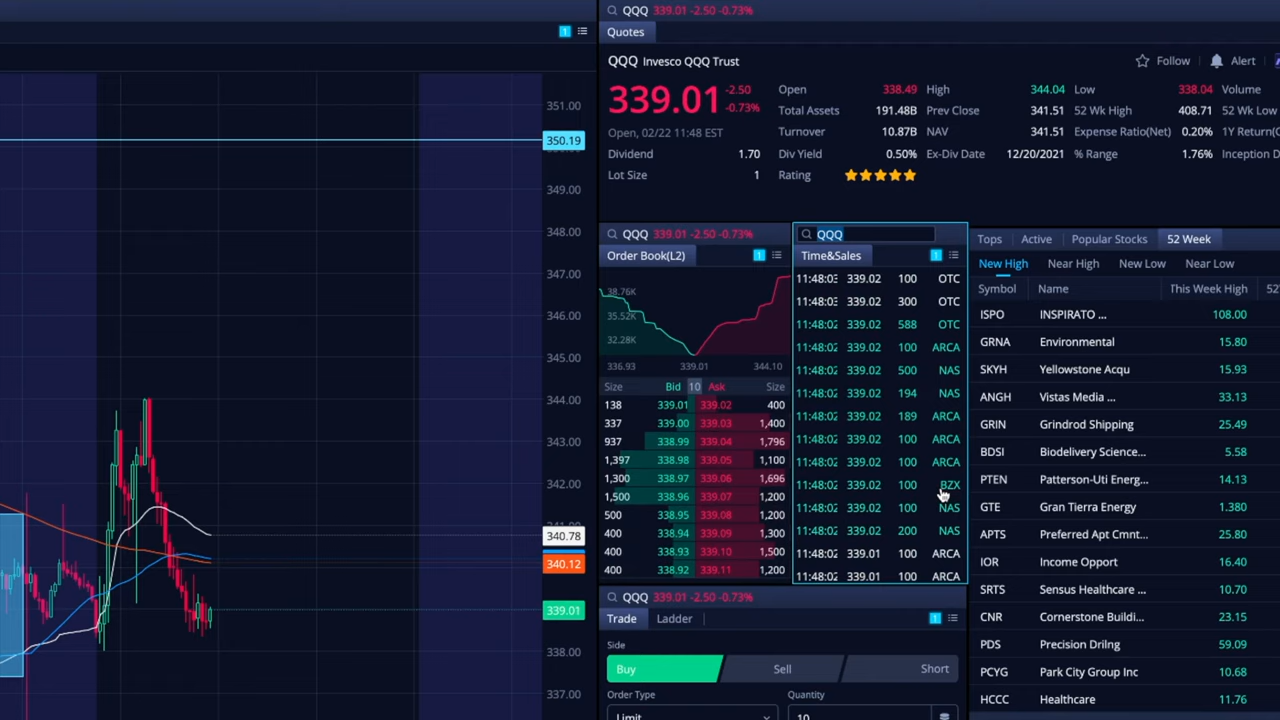 QQQ 339.01 -2.50 -0.73%
1
Quotes
QQQ Invesco QQQ Trust
Follow
Alert
339.01
-2.50
-0.73%
Open, 02/22 11:48 EST
Open 338.49 High 344.04 Low 338.04 Volume
Total Assets 191.48B Prev Close 341.51 52 Wk High 408.71 52 Wk Low
Turnover 10.87B NAV 341.51 Expense Ratio(Net) 0.20% 1Y Return(
Dividend 1.70 Div Yield 0.50% Ex-Div Date 12/20/2021 % Range 1.76% Inception D
Lot Size 1 Rating
351.00
350.19
349.00
348.00
347.00
346.00
345.00
344.00
343.00
342.00
340.78
340.12
339.01
338.00
337.00
QQQ 339.01 -2.50 -0.73%
Order Book(L2) 1
38.76K
35.52K
32.28K
336.93 339.01 344.10
Size Bid 10 Ask Size
138 339.01 339.02 400
337 339.00 339.03 1,400
937 338.99 339.04 1,796
1,397 338.98 339.05 1,100
1,300 338.97 339.06 1,696
1,500 338.96 339.07 1,200
500 338.95 339.08 1,200
400 338.94 339.09 1,300
400 338.93 339.10 1,500
400 338.92 339.11 1,200
QQQ
Time&Sales 1
11:48:03 339.02 100 OTC
11:48:03 339.02 300 OTC
11:48:02 339.02 588 OTC
11:48:02 339.02 100 ARCA
11:48:02 339.02 500 NAS
11:48:02 339.02 194 NAS
11:48:02 339.02 189 ARCA
11:48:02 339.02 100 ARCA
11:48:02 339.02 100 ARCA
11:48:02 339.02 100 BZX
11:48:02 339.02 100 NAS
11:48:02 339.02 200 NAS
11:48:02 339.01 100 ARCA
11:48:02 339.01 100 ARCA
Tops Active Popular Stocks 52 Week
New High Near High New Low Near Low
Symbol Name This Week High 52
ISPO INSPIRATO ... 108.00
GRNA Environmental 15.80
SKYH Yellowstone Acqu 15.93
ANGH Vistas Media ... 33.13
GRIN Grindrod Shipping 25.49
BDSI Biodelivery Science... 5.58
PTEN Patterson-Uti Energ... 14.13
GTE Gran Tierra Energy 1.380
APTS Preferred Apt Cmnt... 25.80
IOR Income Opport 16.40
SRTS Sensus Healthcare ... 10.70
CNR Cornerstone Buildi... 23.15
PDS Precision Drilng 59.09
PCYG Park City Group Inc 10.68
HCCC Healthcare 11.76
QQQ 339.01 -2.50 -0.73%
Trade Ladder 1
Side
Buy Sell Short
Order Type Quantity
Limit 10